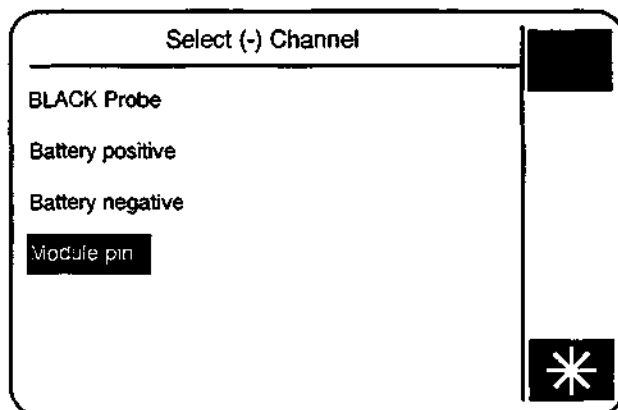 Select (-) Channel
BLACK Probe
Battery positive
Battery negative
Module pin